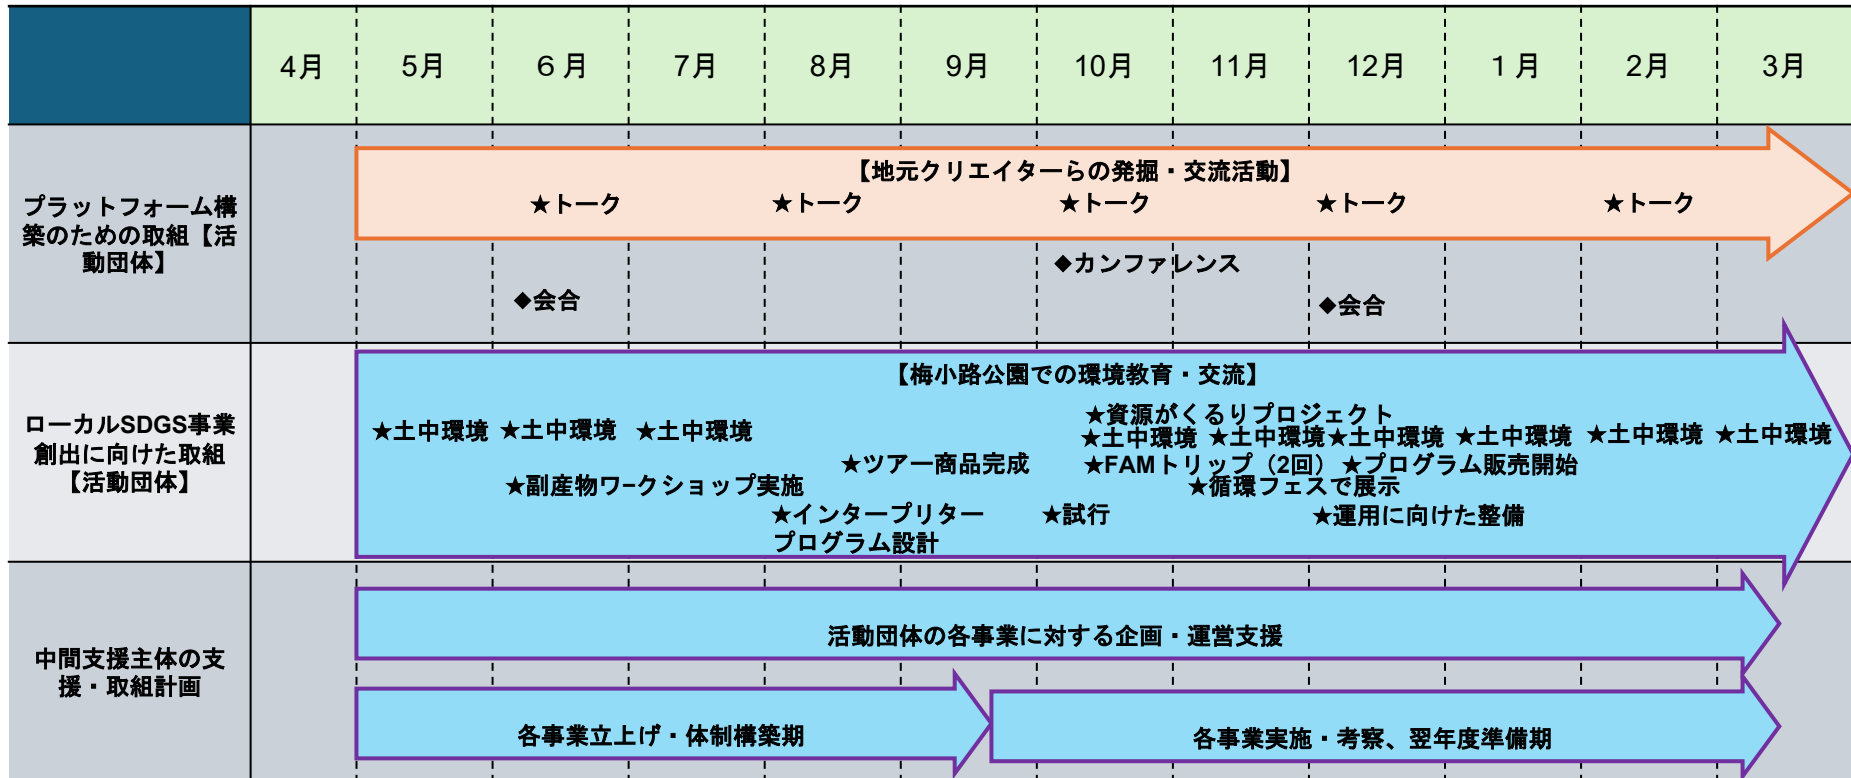 4月 5月 6月 7月 8月 9月 10月 11月 12月 1月 2月 3月
プラットフォーム構
築のための取組【活
動団体】
【地元クリエイターらの発掘・交流活動】
★トーク ★トーク ★トーク ★トーク ★トーク
◆カンファレンス
◆会合 ◆会合
ローカルSDGS事業
創出に向けた取組
【活動団体】
【梅小路公園での環境教育・交流】
★資源がくるりプロジェクト
★土中環境 ★土中環境 ★土中環境 ★土中環境 ★土中環境 ★土中環境 ★土中環境 ★土中環境 ★土中環境
★ツアー商品完成 ★FAMトリップ（2回） ★プログラム販売開始
★副産物ワークショップ実施 ★循環フェスで展示
★インタープリター ★試行 ★運用に向けた整備
プログラム設計
中間支援主体の支
援・取組計画
活動団体の各事業に対する企画・運営支援
各事業立上げ・体制構築期 各事業実施・考察、翌年度準備期